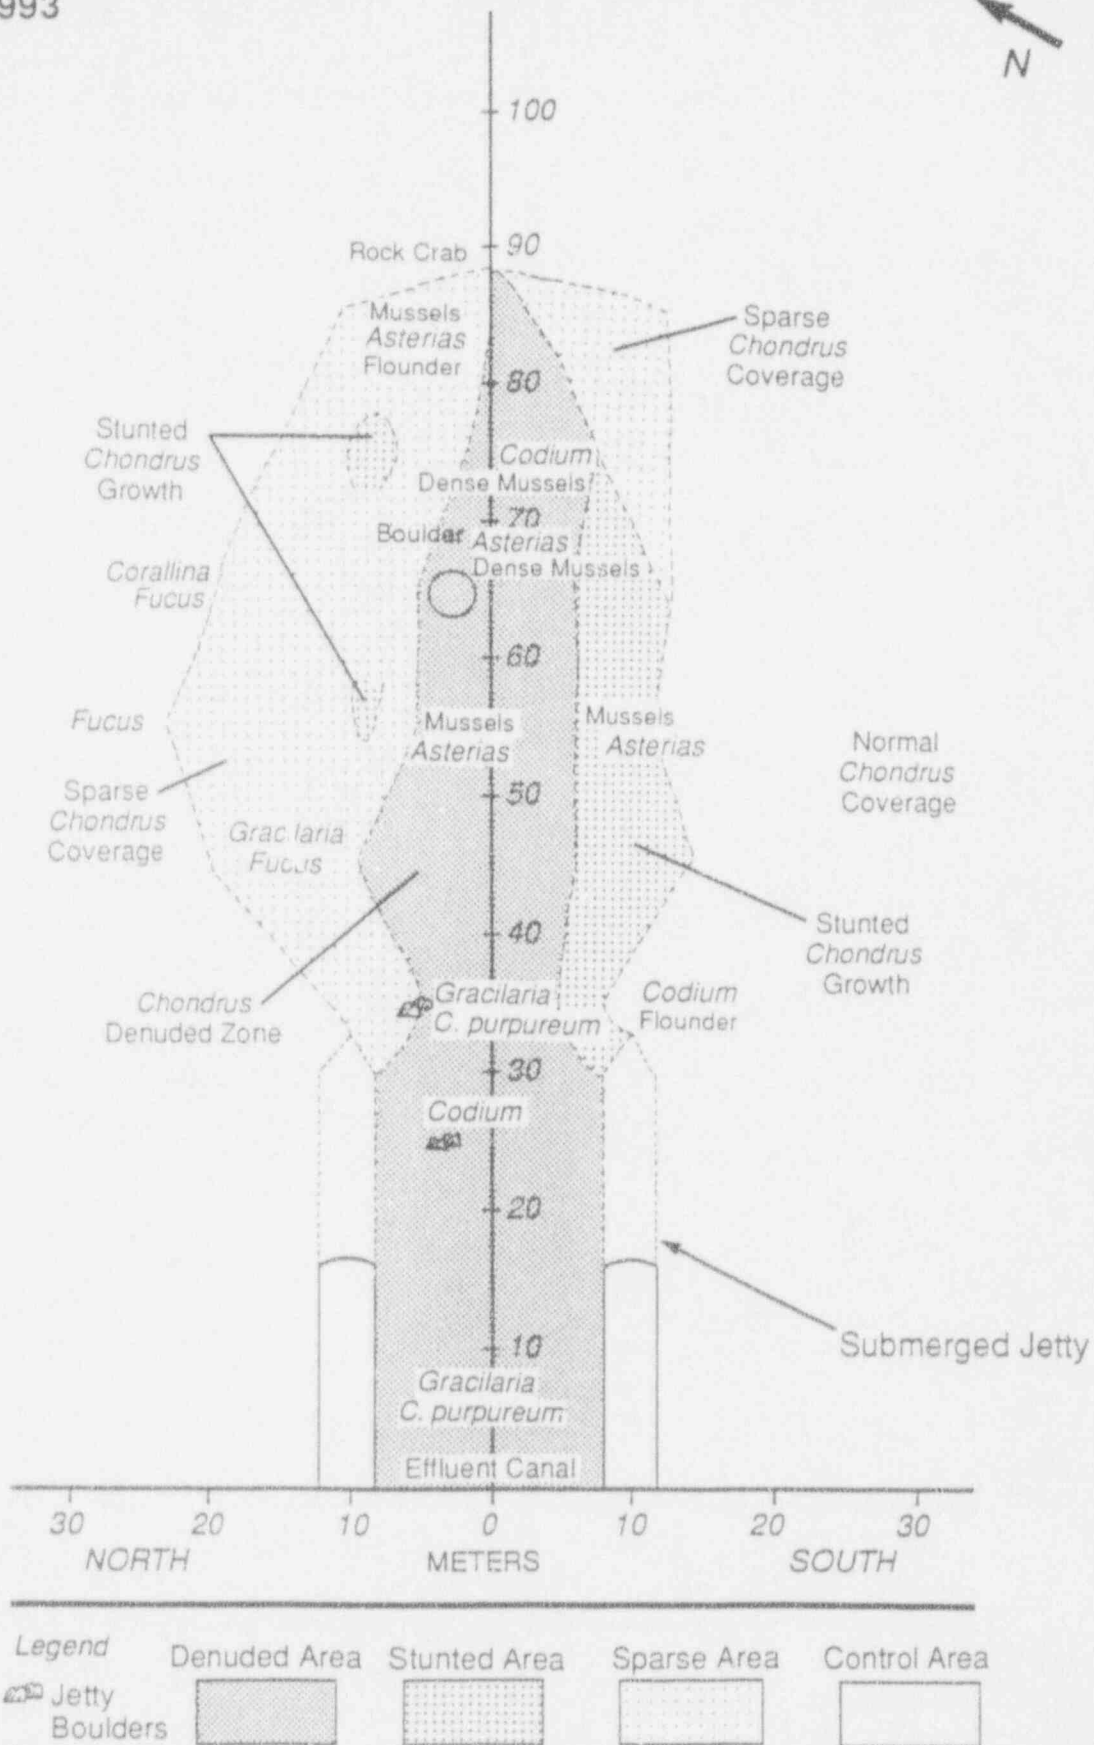 993
N
100
90
Rock Crab
Mussels
Asterias
Flounder
Sparse
Chondrus
Coverage
80
Stunted
Chondrus
Growth
Codium
Dense Mussels
70
Boulder
Asterias
Dense Mussels
Corallina
Fucus
60
Fucus
Mussels
Asterias
Mussels
Asterias
Normal
Chondrus
Coverage
Sparse
Chondrus
Coverage
50
Gracilaria
Fucus
Stunted
Chondrus
Growth
40
Chondrus
Denuded Zone
Gracilaria
C. purpureum
Codium
Flounder
30
Codium
20
Submerged Jetty
10
Gracilaria
C. purpureum
Effluent Canal
30 20 10 0 10 20 30
NORTH METERS SOUTH
Legend
Jetty
Boulders
Denuded Area Stunted Area Sparse Area Control Area